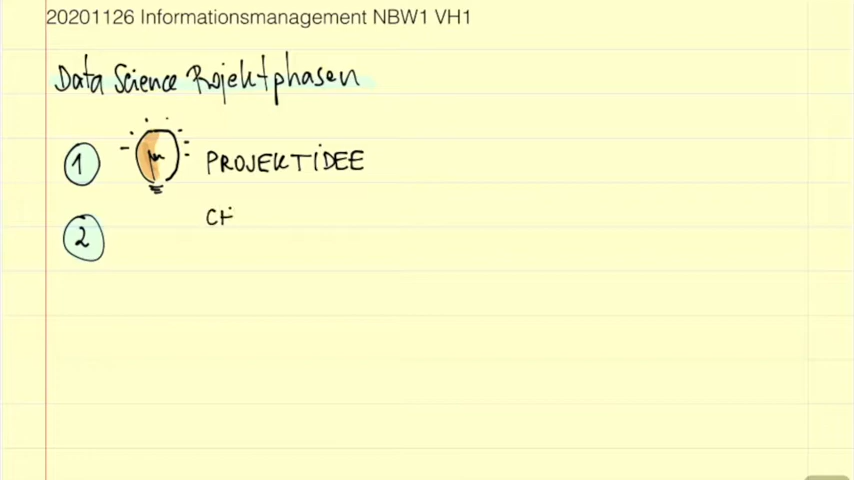 20201126 Informationsmanagement NBW1 VH1
Data Science Projektphasen
1 PROJEKTIDEE
2